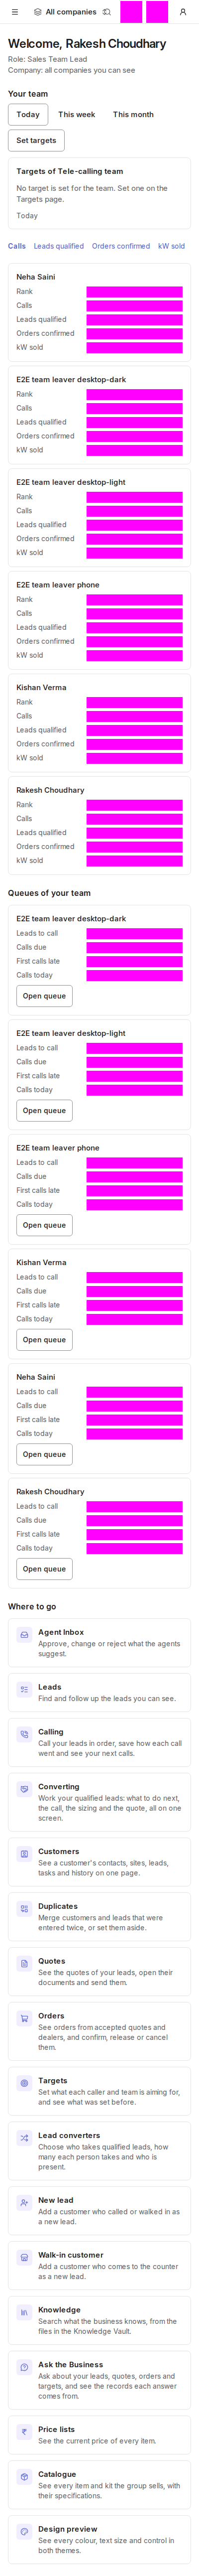 All companies
Welcome, Rakesh Choudhary
Role: Sales Team Lead
Company: all companies you can see
Your team
Today
This week
This month
Set targets
Targets of Tele-calling team
No target is set for the team. Set one on the
Targets page.
Today
Calls
Leads qualified
Orders confirmed
kW sold
Neha Saini
Rank
Calls
Leads qualified
Orders confirmed
kW sold
E2E team leaver desktop-dark
Rank
Calls
Leads qualified
Orders confirmed
kW sold
E2E team leaver desktop-light
Rank
Calls
Leads qualified
Orders confirmed
kW sold
E2E team leaver phone
Rank
Calls
Leads qualified
Orders confirmed
kW sold
Kishan Verma
Rank
Calls
Leads qualified
Orders confirmed
kW sold
Rakesh Choudhary
Rank
Calls
Leads qualified
Orders confirmed
kW sold
Queues of your team
E2E team leaver desktop-dark
Leads to call
Calls due
First calls late
Calls today
Open queue
E2E team leaver desktop-light
Leads to call
Calls due
First calls late
Calls today
Open queue
E2E team leaver phone
Leads to call
Calls due
First calls late
Calls today
Open queue
Kishan Verma
Leads to call
Calls due
First calls late
Calls today
Open queue
Neha Saini
Leads to call
Calls due
First calls late
Calls today
Open queue
Rakesh Choudhary
Leads to call
Calls due
First calls late
Calls today
Open queue
Where to go
Agent Inbox
Approve, change or reject what the agents
suggest.
Leads
Find and follow up the leads you can see.
Calling
Call your leads in order, save how each call
went and see your next calls.
Converting
Work your qualified leads: what to do next,
the call, the sizing and the quote, all on one
screen.
Customers
See a customer's contacts, sites, leads,
tasks and history on one page.
Duplicates
Merge customers and leads that were
entered twice, or set them aside.
Quotes
See the quotes of your leads, open their
documents and send them.
Orders
See orders from accepted quotes and
dealers, and confirm, release or cancel
them.
Targets
Set what each caller and team is aiming for,
and see what was set before.
Lead converters
Choose who takes qualified leads, how
many each person takes and who is
present.
New lead
Add a customer who called or walked in as
a new lead.
Walk-in customer
Add a customer who comes to the counter
as a new lead.
Knowledge
Search what the business knows, from the
files in the Knowledge Vault.
Ask the Business
Ask about your leads, quotes, orders and
targets, and see the records each answer
comes from.
Price lists
See the current price of every item.
Catalogue
See every item and kit the group sells, with
their specifications.
Design preview
See every colour, text size and control in
both themes.